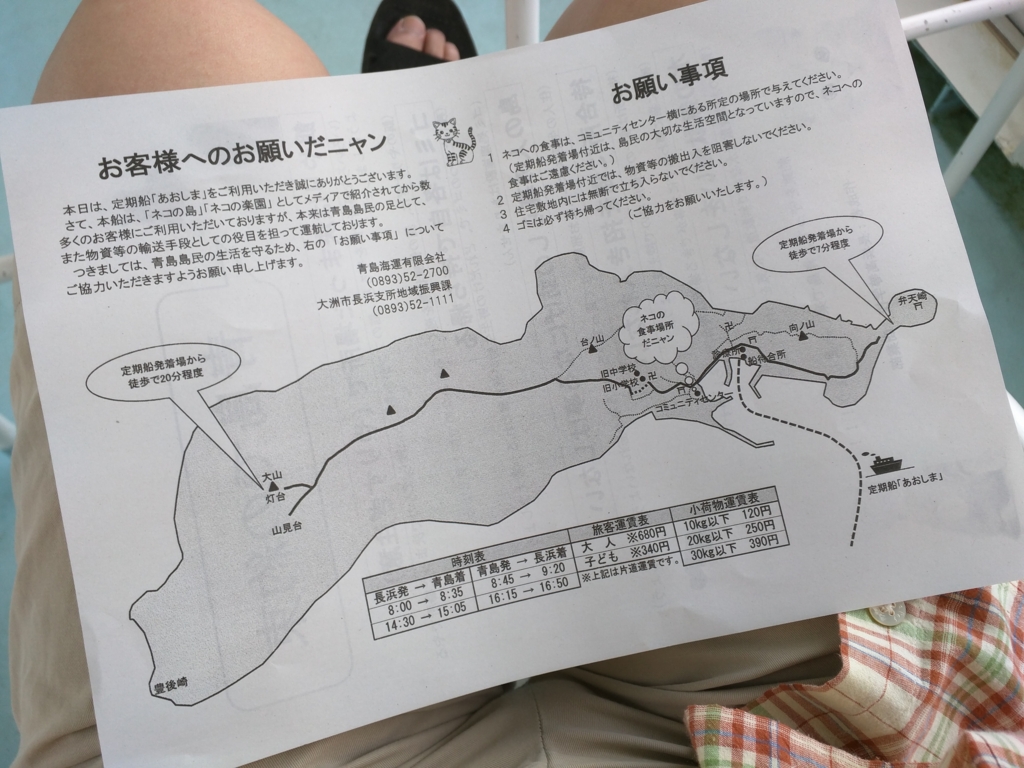 お客様へのお願いだニャン
本日は、定期船「あおしま」をご利用いただき誠にありがとうございます。
さて、本船は、「ネコの島」「ネコの楽園」としてメディアで紹介されてから数
多くのお客様にご利用いただいておりますが、本来は青島島民の足として、
また物資等の輸送手段としての役目を担って運航しております。
つきましては、青島島民の生活を守るため、右の「お願い事項」について
ご協力いただきますようお願い申し上げます。
青島海運有限会社
(0893)52-2700
大洲市長浜支所地域振興課
(0893)52-1111
お願い事項
1 ネコへの食事は、コミュニティセンター横にある所定の場所で与えてください。
(定期船発着場付近は、島民の大切な生活空間となっていますので、ネコへの
食事はご遠慮ください。)
2 定期船発着場付近では、物資等の搬出入を阻害しないでください。
3 住宅敷地内には無断で立ち入らないでください。
4 ゴミは必ず持ち帰ってください。
(ご協力をお願いいたします。)
定期船発着場から
徒歩で7分程度
弁天崎
ネコの
食事場所
だニャン
台ノ山
向ノ山
旧中学校
旧小学校
コミュニティセンター
船待合所
定期船発着場から
徒歩で20分程度
大山
灯台
山見台
定期船「あおしま」
豊後崎
時刻表
長浜発 → 青島着 青島発 → 長浜着
8:00 → 8:35 8:45 → 9:20
14:30 → 15:05 16:15 → 16:50
旅客運賃表
大 人 ※680円
子ども ※340円
※上記は片道運賃です。
小荷物運賃表
10kg以下 120円
20kg以下 250円
30kg以下 390円